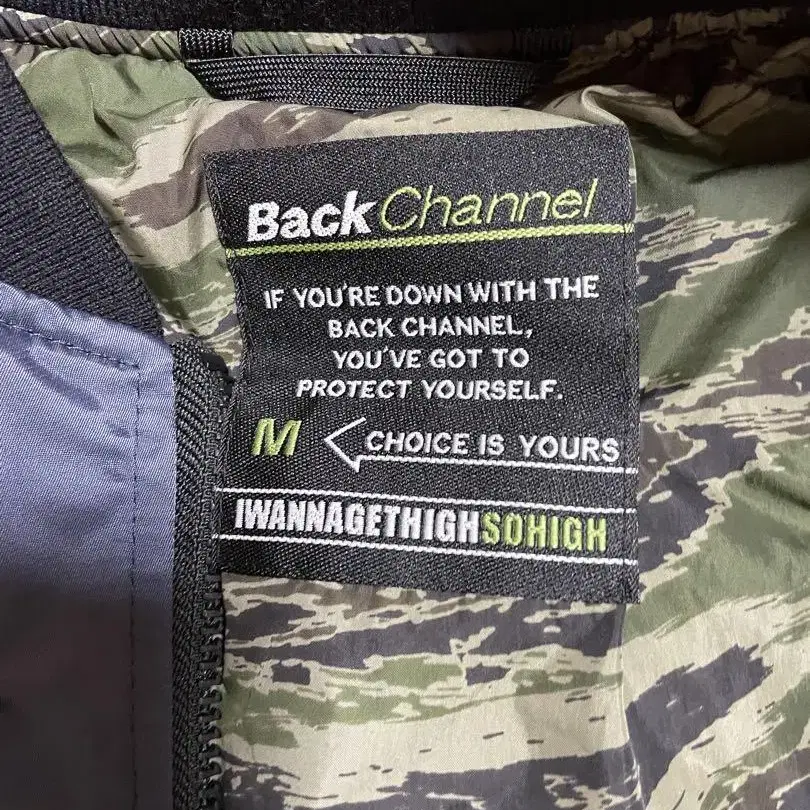 Back Channel
IF YOU'RE DOWN WITH THE
BACK CHANNEL,
YOU'VE GOT TO
PROTECT YOURSELF.
M CHOICE IS YOURS
IWANNAGETHIGHSOHIGH